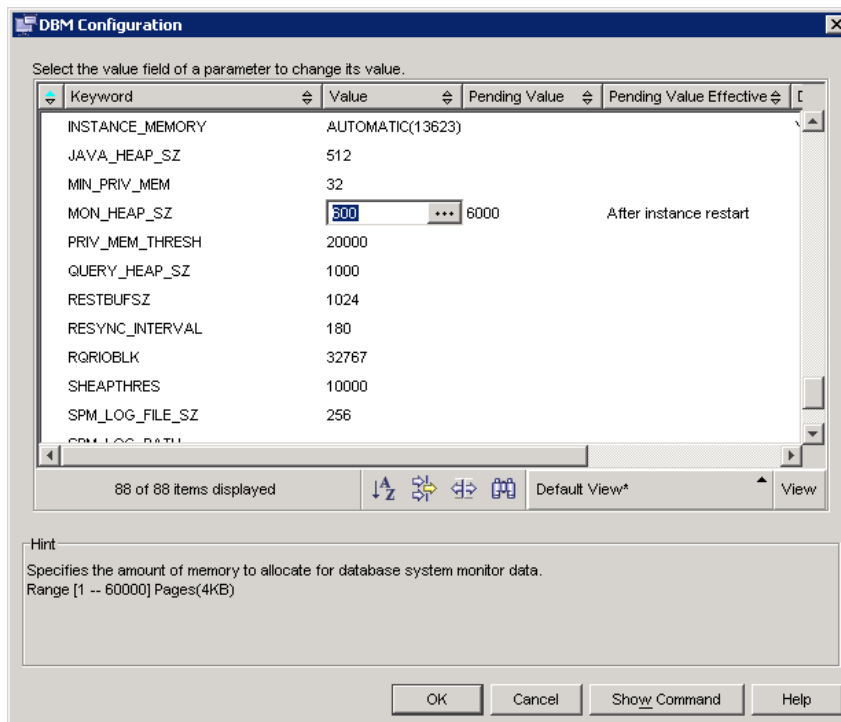 DBM Configuration
Select the value field of a parameter to change its value.
Keyword Value Pending Value Pending Value Effective
INSTANCE_MEMORY AUTOMATIC(13623)
JAVA_HEAP_SZ 512
MIN_PRIV_MEM 32
MON_HEAP_SZ 600 ••• 6000 After instance restart
PRIV_MEM_THRESH 20000
QUERY_HEAP_SZ 1000
RESTBUFSZ 1024
RESYNC_INTERVAL 180
RQRIOBLK 32767
SHEAPTHRES 10000
SPM_LOG_FILE_SZ 256
SPM_LOG_PATH
88 of 88 items displayed Default View* View
Hint
Specifies the amount of memory to allocate for database system monitor data.
Range [1 -- 60000] Pages(4KB)
OK Cancel Show Command Help